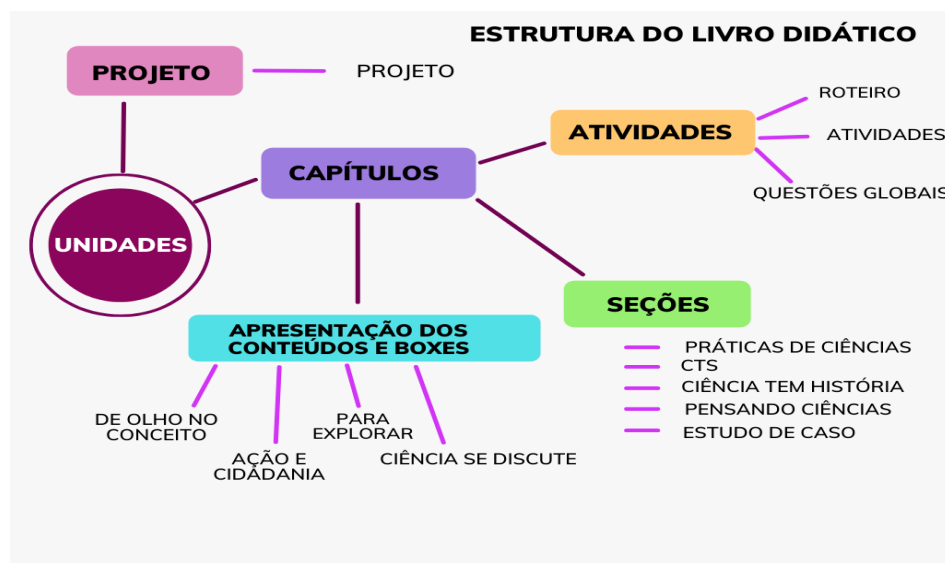 ESTRUTURA DO LIVRO DIDÁTICO
PROJETO
PROJETO
ROTEIRO
ATIVIDADES
ATIVIDADES
QUESTÕES GLOBAIS
CAPÍTULOS
UNIDADES
SEÇÕES
PRÁTICAS DE CIÊNCIAS
CTS
CIÊNCIA TEM HISTÓRIA
PENSANDO CIÊNCIAS
ESTUDO DE CASO
APRESENTAÇÃO DOS
CONTEÚDOS E BOXES
DE OLHO NO
CONCEITO
AÇÃO E
CIDADANIA
PARA
EXPLORAR
CIÊNCIA SE DISCUTE